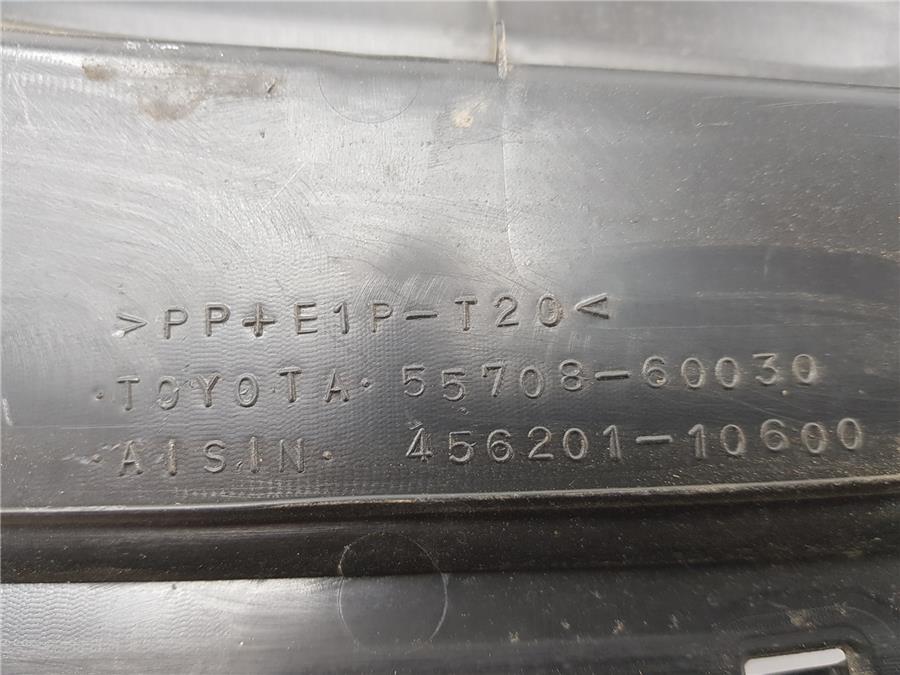 >PP+E1P-T20<
·TOYOTA· 55708-60030
·AISIN· 456201-10600